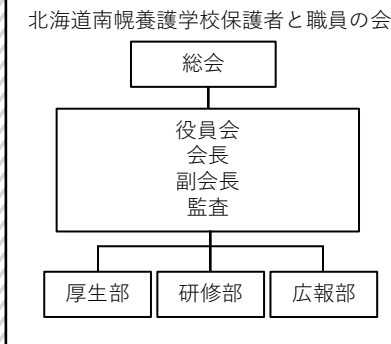 北海道南幌養護学校保護者と職員の会
総会
役員会
会長
副会長
監査
厚生部
研修部
広報部